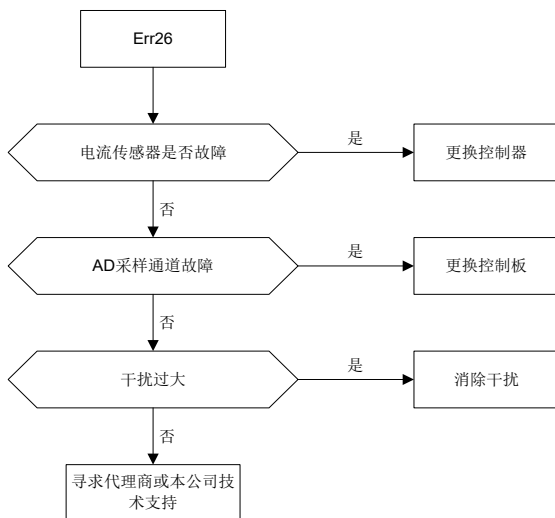 Err26
电流传感器是否故障
是
更换控制器
否
AD采样通道故障
是
更换控制板
否
干扰过大
是
消除干扰
否
寻求代理商或本公司技
术支持